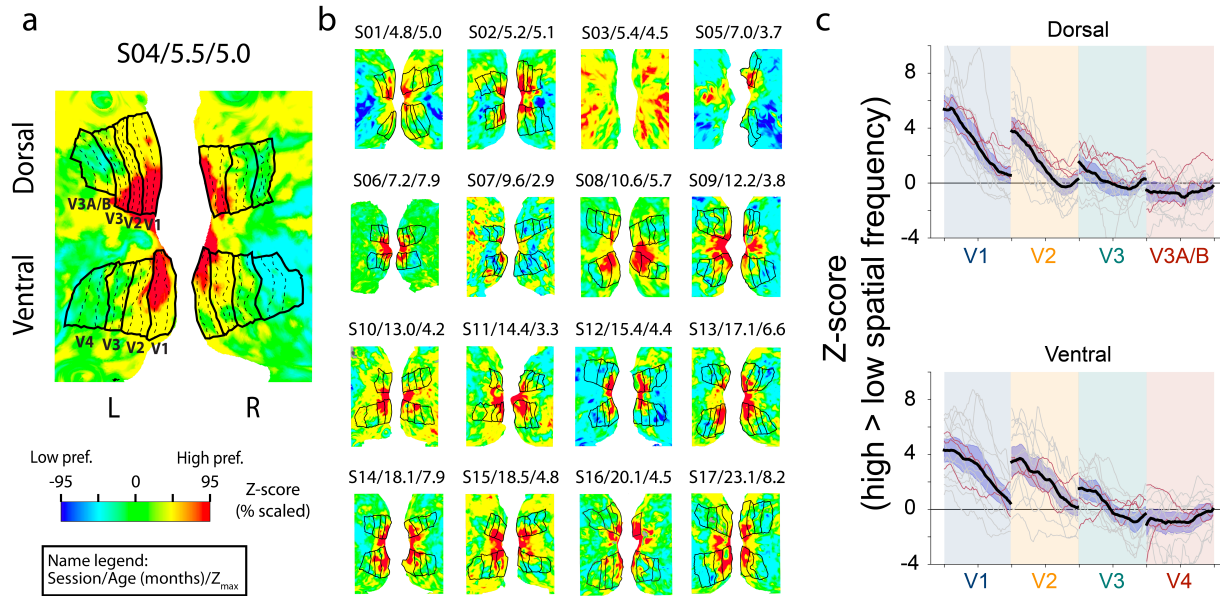 a
S04/5.5/5.0
Dorsal
V3A/B
V3
V2
V1
Ventral
V4
V3
V2
V1
L
R
Low pref.
High pref.
-95
0
95
Z-score
(% scaled)
Name legend:
Session/Age (months)/Zmax
b
S01/4.8/5.0
S02/5.2/5.1
S03/5.4/4.5
S05/7.0/3.7
S06/7.2/7.9
S07/9.6/2.9
S08/10.6/5.7
S09/12.2/3.8
S10/13.0/4.2
S11/14.4/3.3
S12/15.4/4.4
S13/17.1/6.6
S14/18.1/7.9
S15/18.5/4.8
S16/20.1/4.5
S17/23.1/8.2
c
Z-score
(high > low spatial frequency)
Dorsal
8
4
0
-4
V1
V2
V3
V3A/B
Ventral
8
4
0
-4
V1
V2
V3
V4